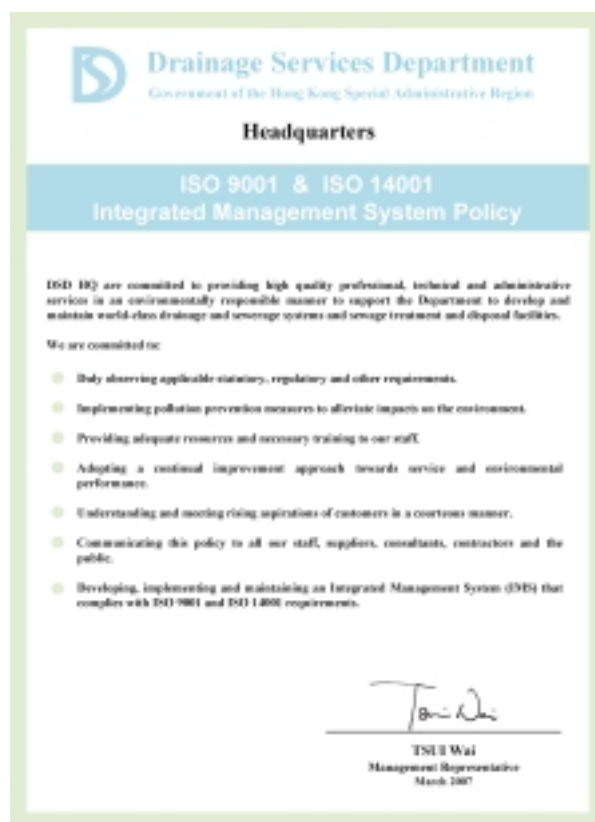 Drainage Services Department
Government of the Hong Kong Special Administrative Region
Headquarters
ISO 9001 & ISO 14001
Integrated Management System Policy
DSD HQ are committed to providing high quality professional, technical and administrative
services in an environmentally responsible manner to support the Department to develop and
maintain world-class drainage and sewerage systems and sewage treatment and disposal facilities.
We are committed to:
Duly observing applicable statutory, regulatory and other requirements.
Implementing pollution prevention measures to alleviate impacts on the environment.
Providing adequate resources and necessary training to our staff.
Adopting a continual improvement approach towards service and environmental
performance.
Understanding and meeting rising aspirations of customers in a courteous manner.
Communicating this policy to all our staff, suppliers, consultants, contractors and the
public.
Developing, implementing and maintaining an Integrated Management System (IMS) that
complies with ISO 9001 and ISO 14001 requirements.
TSUI Wai
Management Representative
March 2007